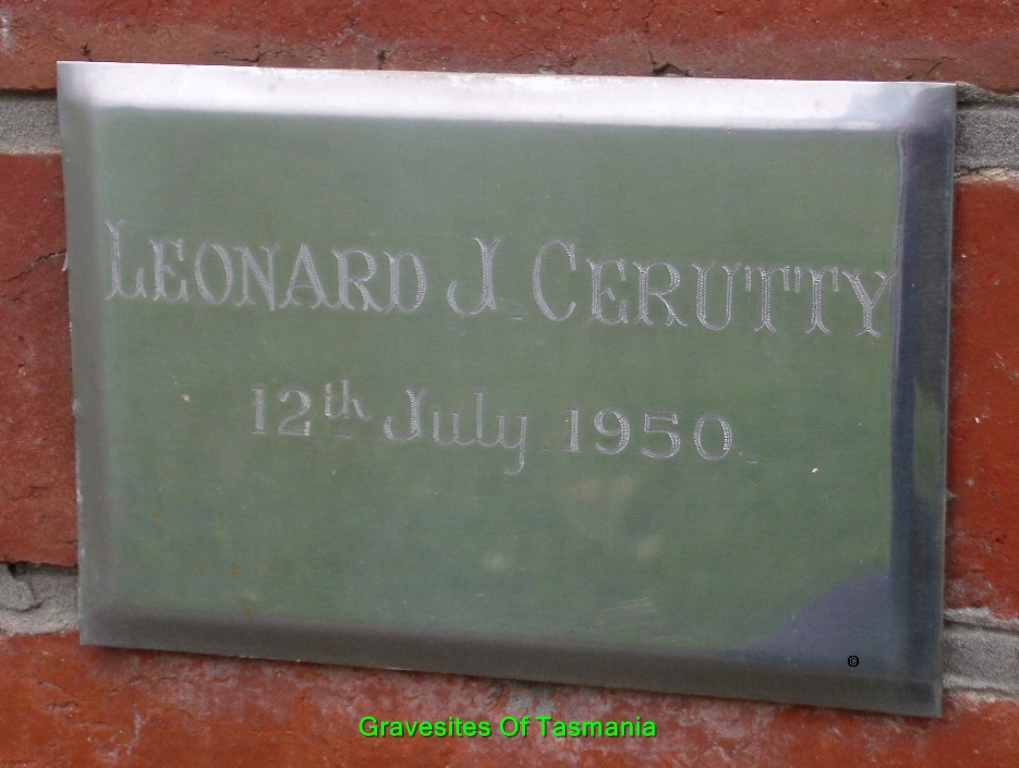 LEONARD J. CERUTTY
12th July 1950.
©
Gravesites Of Tasmania